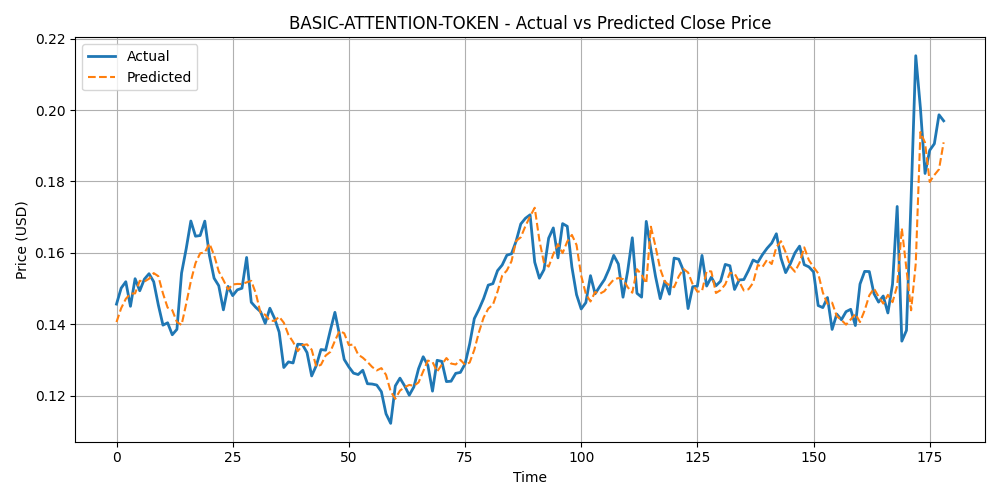 BASIC-ATTENTION-TOKEN - Actual vs Predicted Close Price
Actual
Predicted
Price (USD)
0.22
0.20
0.18
0.16
0.14
0.12
0 25 50 75 100 125 150 175
Time